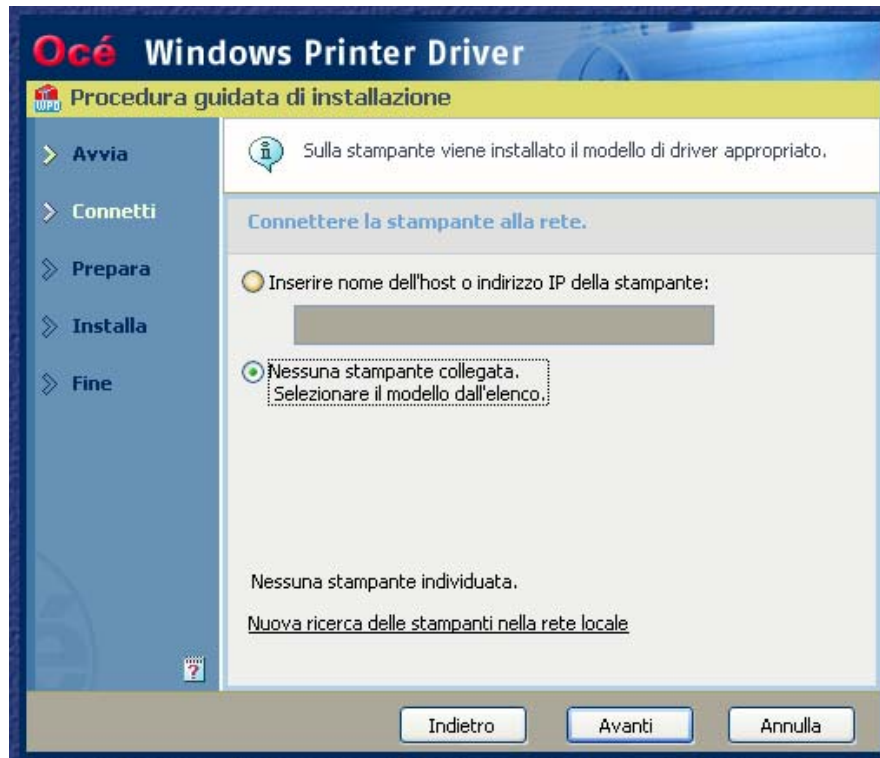 Océ Windows Printer Driver
WPD Procedura guidata di installazione
Avvia
Connetti
Prepara
Installa
Fine
?
Sulla stampante viene installato il modello di driver appropriato.
Connettere la stampante alla rete.
Inserire nome dell'host o indirizzo IP della stampante:
Nessuna stampante collegata.
Selezionare il modello dall'elenco.
Nessuna stampante individuata.
Nuova ricerca delle stampanti nella rete locale
Indietro
Avanti
Annulla